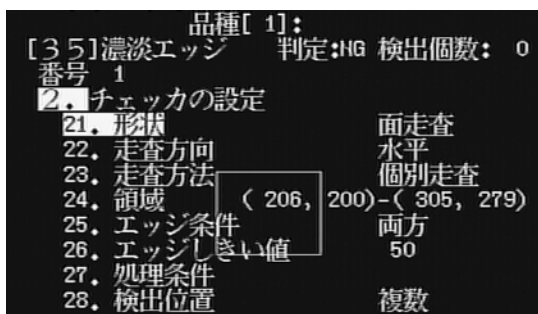 品種[ 1]:
[35]濃淡エッジ 判定:NG 検出個数: 0
番号 1
2. チェッカの設定
21. 形状 面走査
22. 走査方向 水平
23. 走査方法 個別走査
24. 領域 ( 206, 200)-( 305, 279)
25. エッジ条件 両方
26. エッジしきい値 50
27. 処理条件
28. 検出位置 複数